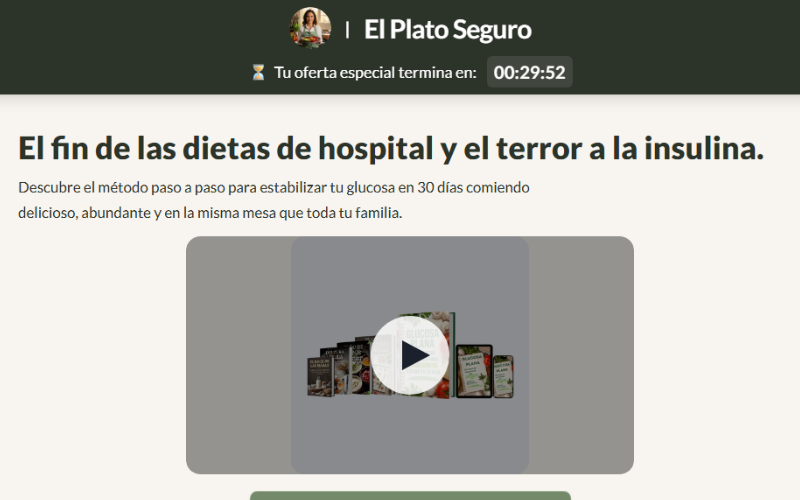 El Plato Seguro
Tu oferta especial termina en: 00:29:52
El fin de las dietas de hospital y el terror a la insulina.
Descubre el método paso a paso para estabilizar tu glucosa en 30 días comiendo
delicioso, abundante y en la misma mesa que toda tu familia.
GLUCOSA
PLANA